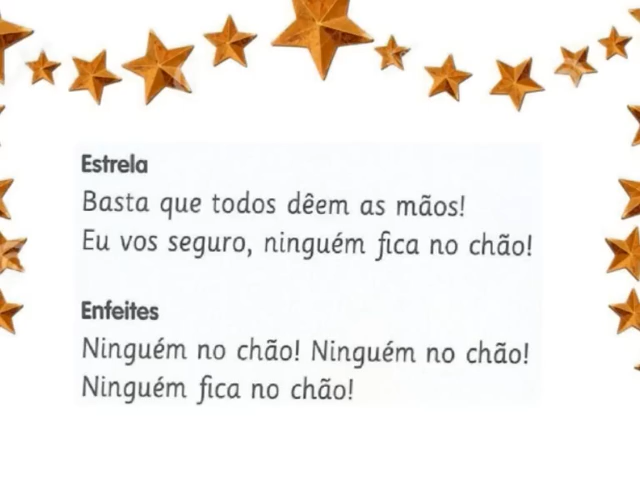 Estrela
Basta que todos dêem as mãos!
Eu vos seguro, ninguém fica no chão!
Enfeites
Ninguém no chão! Ninguém no chão!
Ninguém fica no chão!